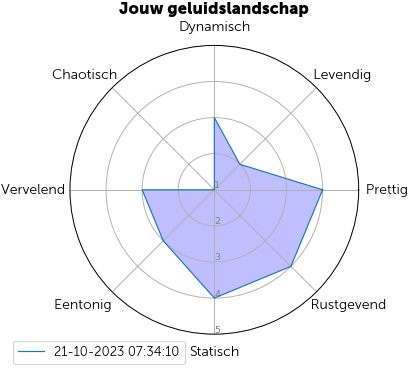 Jouw geluidslandschap
Dynamisch
Chaotisch
Levendig
Vervelend
Prettig
1
2
3
4
5
Eentonig
Rustgevend
21-10-2023 07:34:10
Statisch